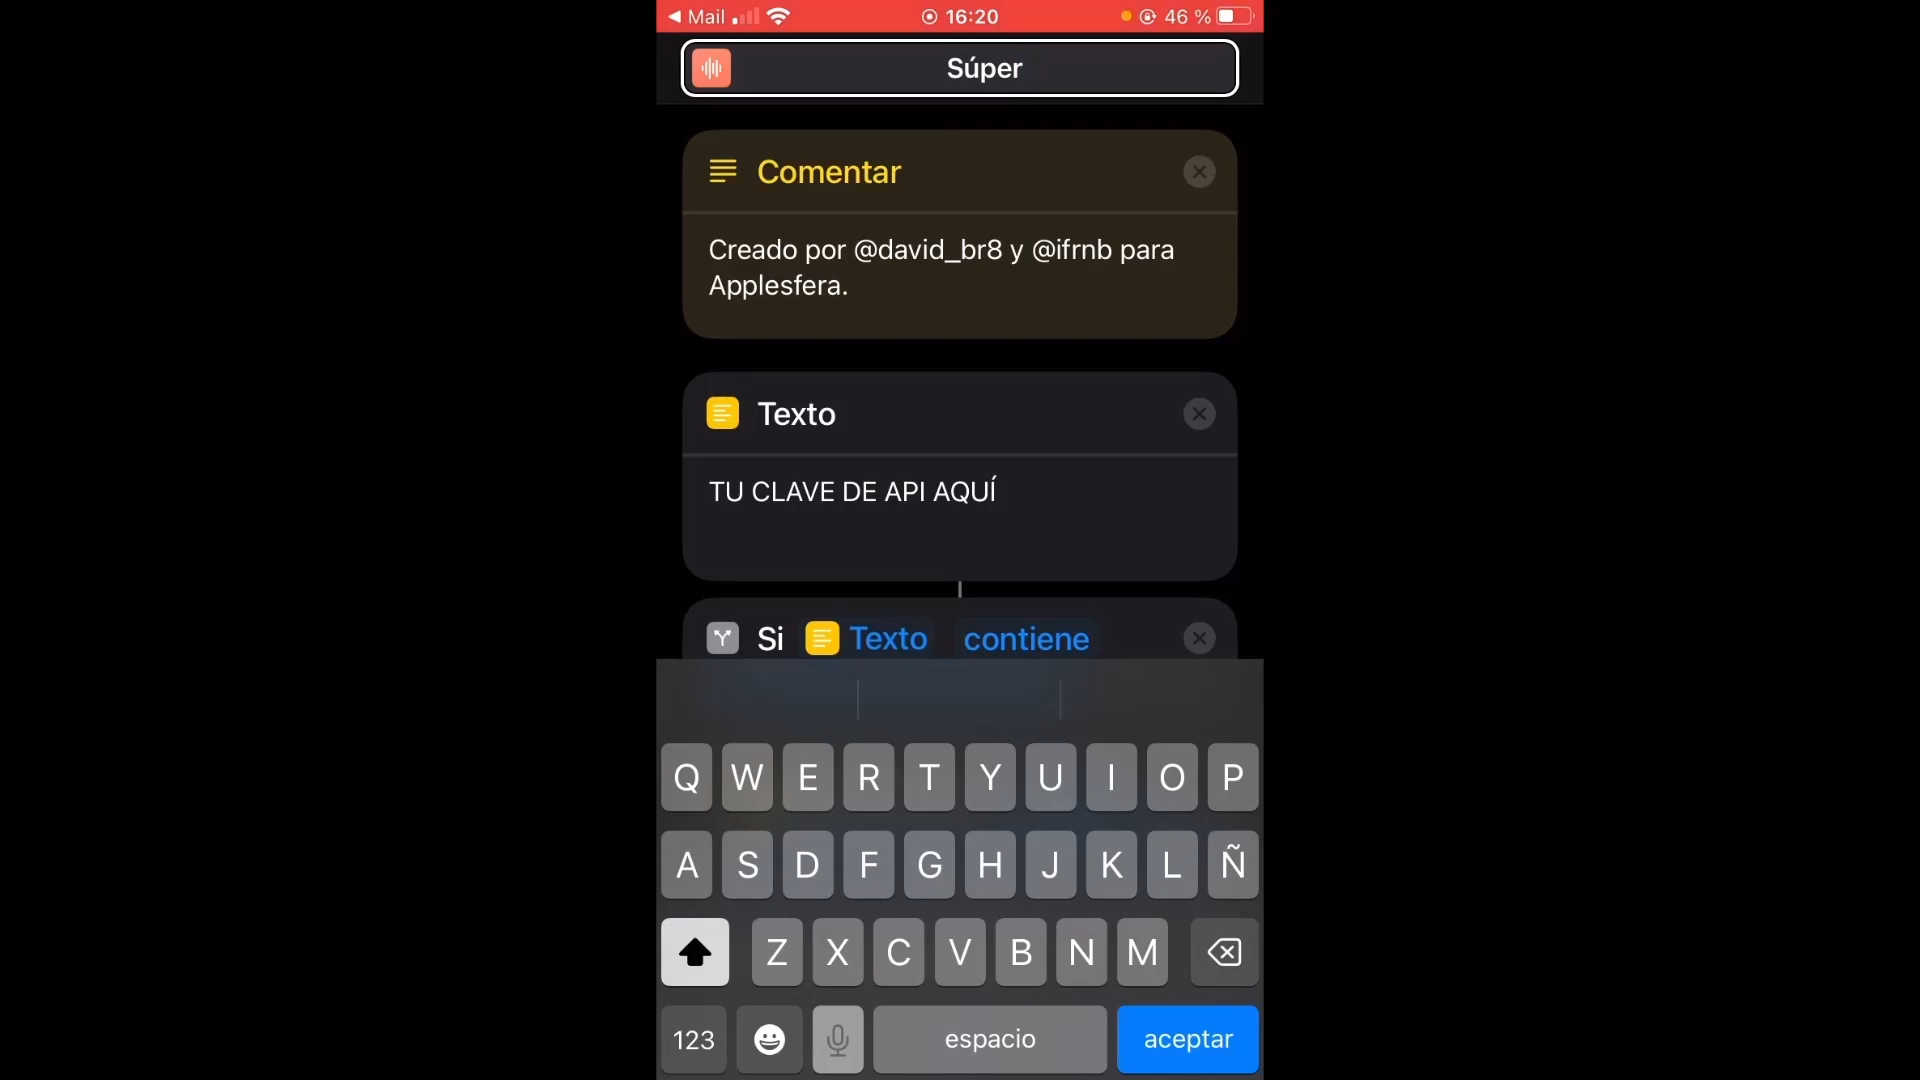 Mail 16:20 46 %
Súper
Comentar
Creado por @david_br8 y @ifrnb para
Applesfera.
Texto
TU CLAVE DE API AQUÍ
Si Texto contiene
Q W E R T Y U I O P
A S D F G H J K L Ñ
Z X C V B N M
123 espacio aceptar